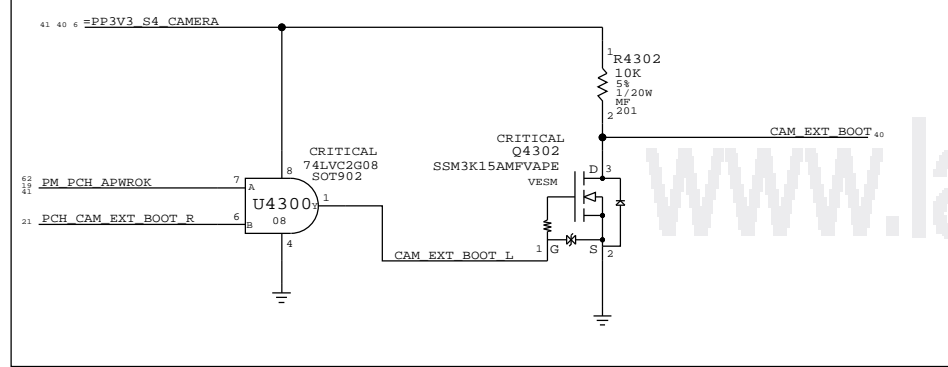 41 40 6 =PP3V3_S4_CAMERA
1
R4302
10K
5%
1/20W
MF
201
2
CAM_EXT_BOOT 40
CRITICAL
Q4302
SSM3K15AMFVAPE
VESM
D 3
CRITICAL
74LVC2G08
SOT902
8
62
19
41
PM_PCH_APWROK
7 A
U4300 Y 1
08
21 PCH_CAM_EXT_BOOT_R
6 B
4
CAM_EXT_BOOT_L
1 G
S 2
www.